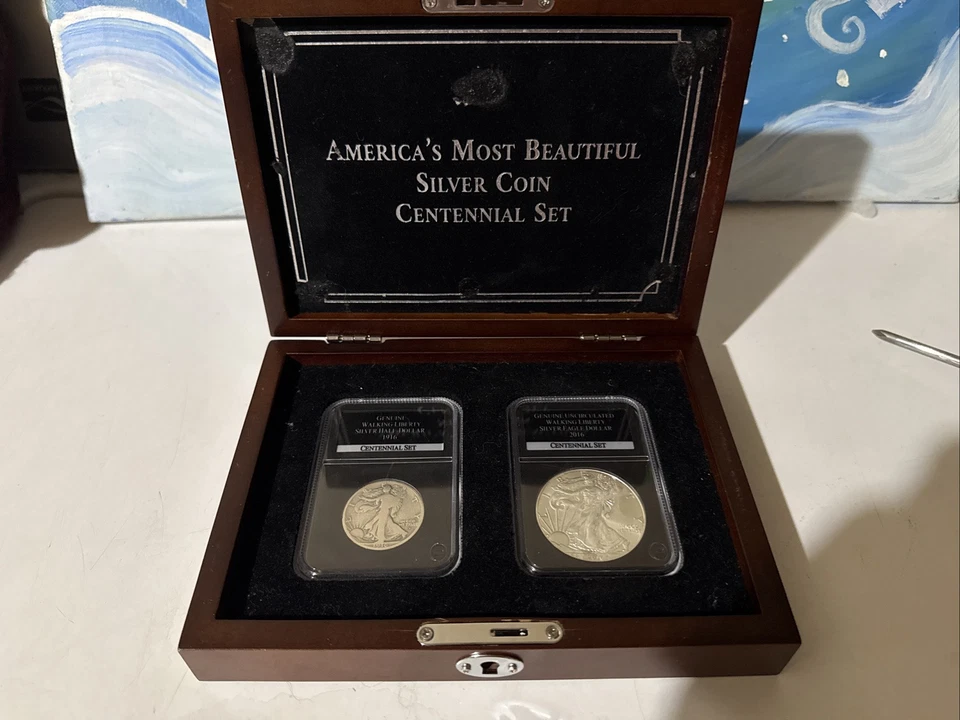 AMERICA'S MOST BEAUTIFUL
SILVER COIN
CENTENNIAL SET
GENUINE
WALKING LIBERTY
SILVER HALF DOLLAR
1916
CENTENNIAL SET
GENUINE UNCIRCULATED
WALKING LIBERTY
SILVER EAGLE DOLLAR
2016
CENTENNIAL SET